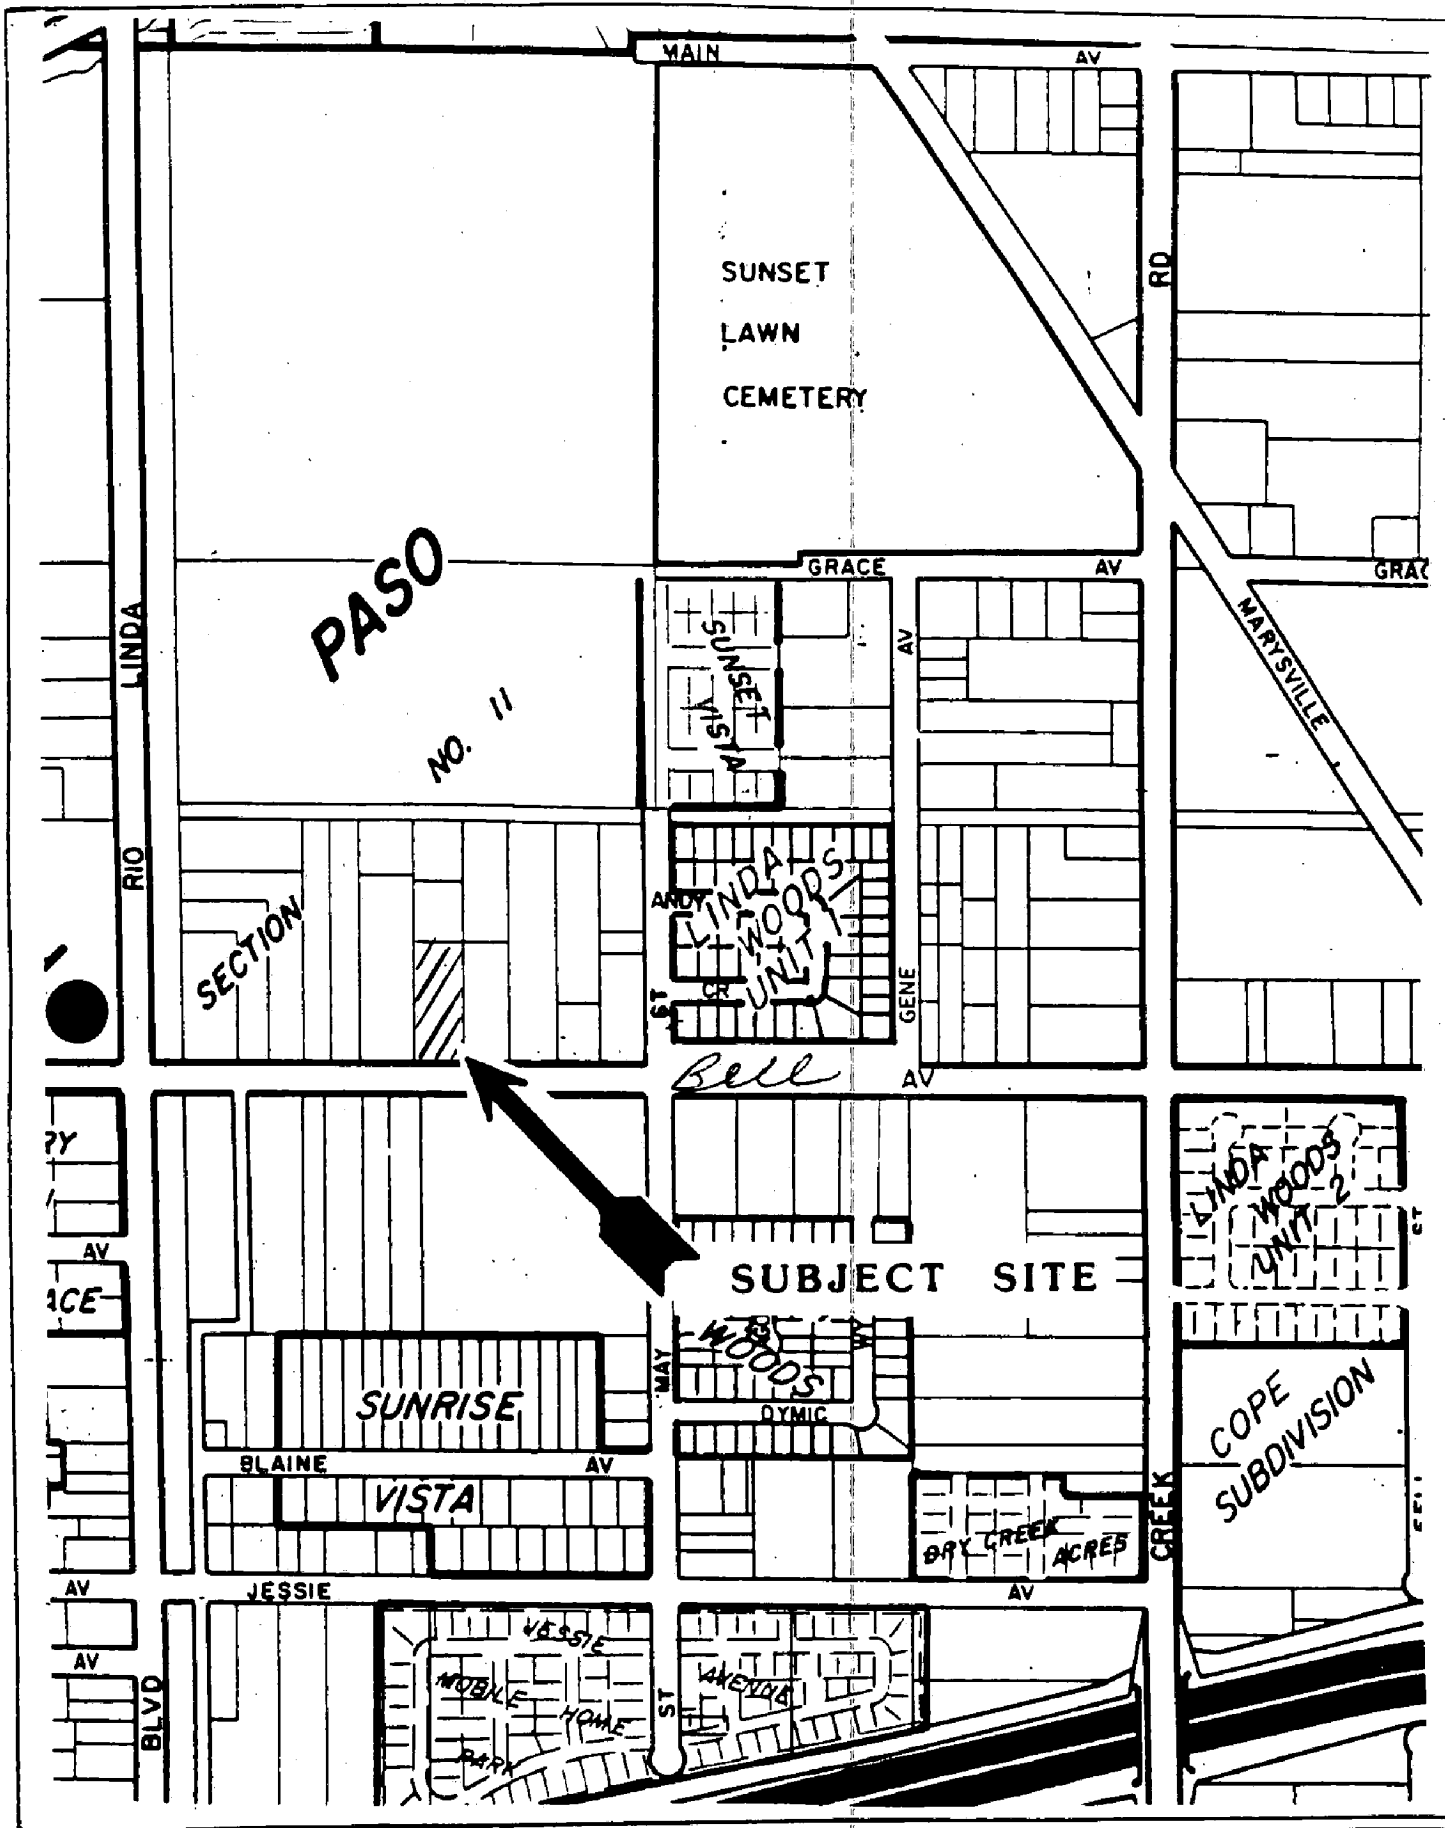 MAIN
AV
RD
SUNSET
LAWN
CEMETERY
PASO
NO. 11
LINDA
RIO
GRACE
AV
GRAC
MARYSVILLE
AV
SUNSET
VISTA
SECTION
ANDY
LINDA
WOODS
UNIT 1
CR
ST
GENE
Bell
AV
LINDA
WOODS
UNIT 2
ST
AV
ACE
SUBJECT SITE
WOODS
WY
MAY
DYMIC
SUNRISE
BLAINE
AV
VISTA
COPE
SUBDIVISION
CREEK
DRY CREEK
ACRES
AV
JESSIE
AV
AV
BLVD
JESSIE
AVENUE
MOBILE
HOME
PARK
ST